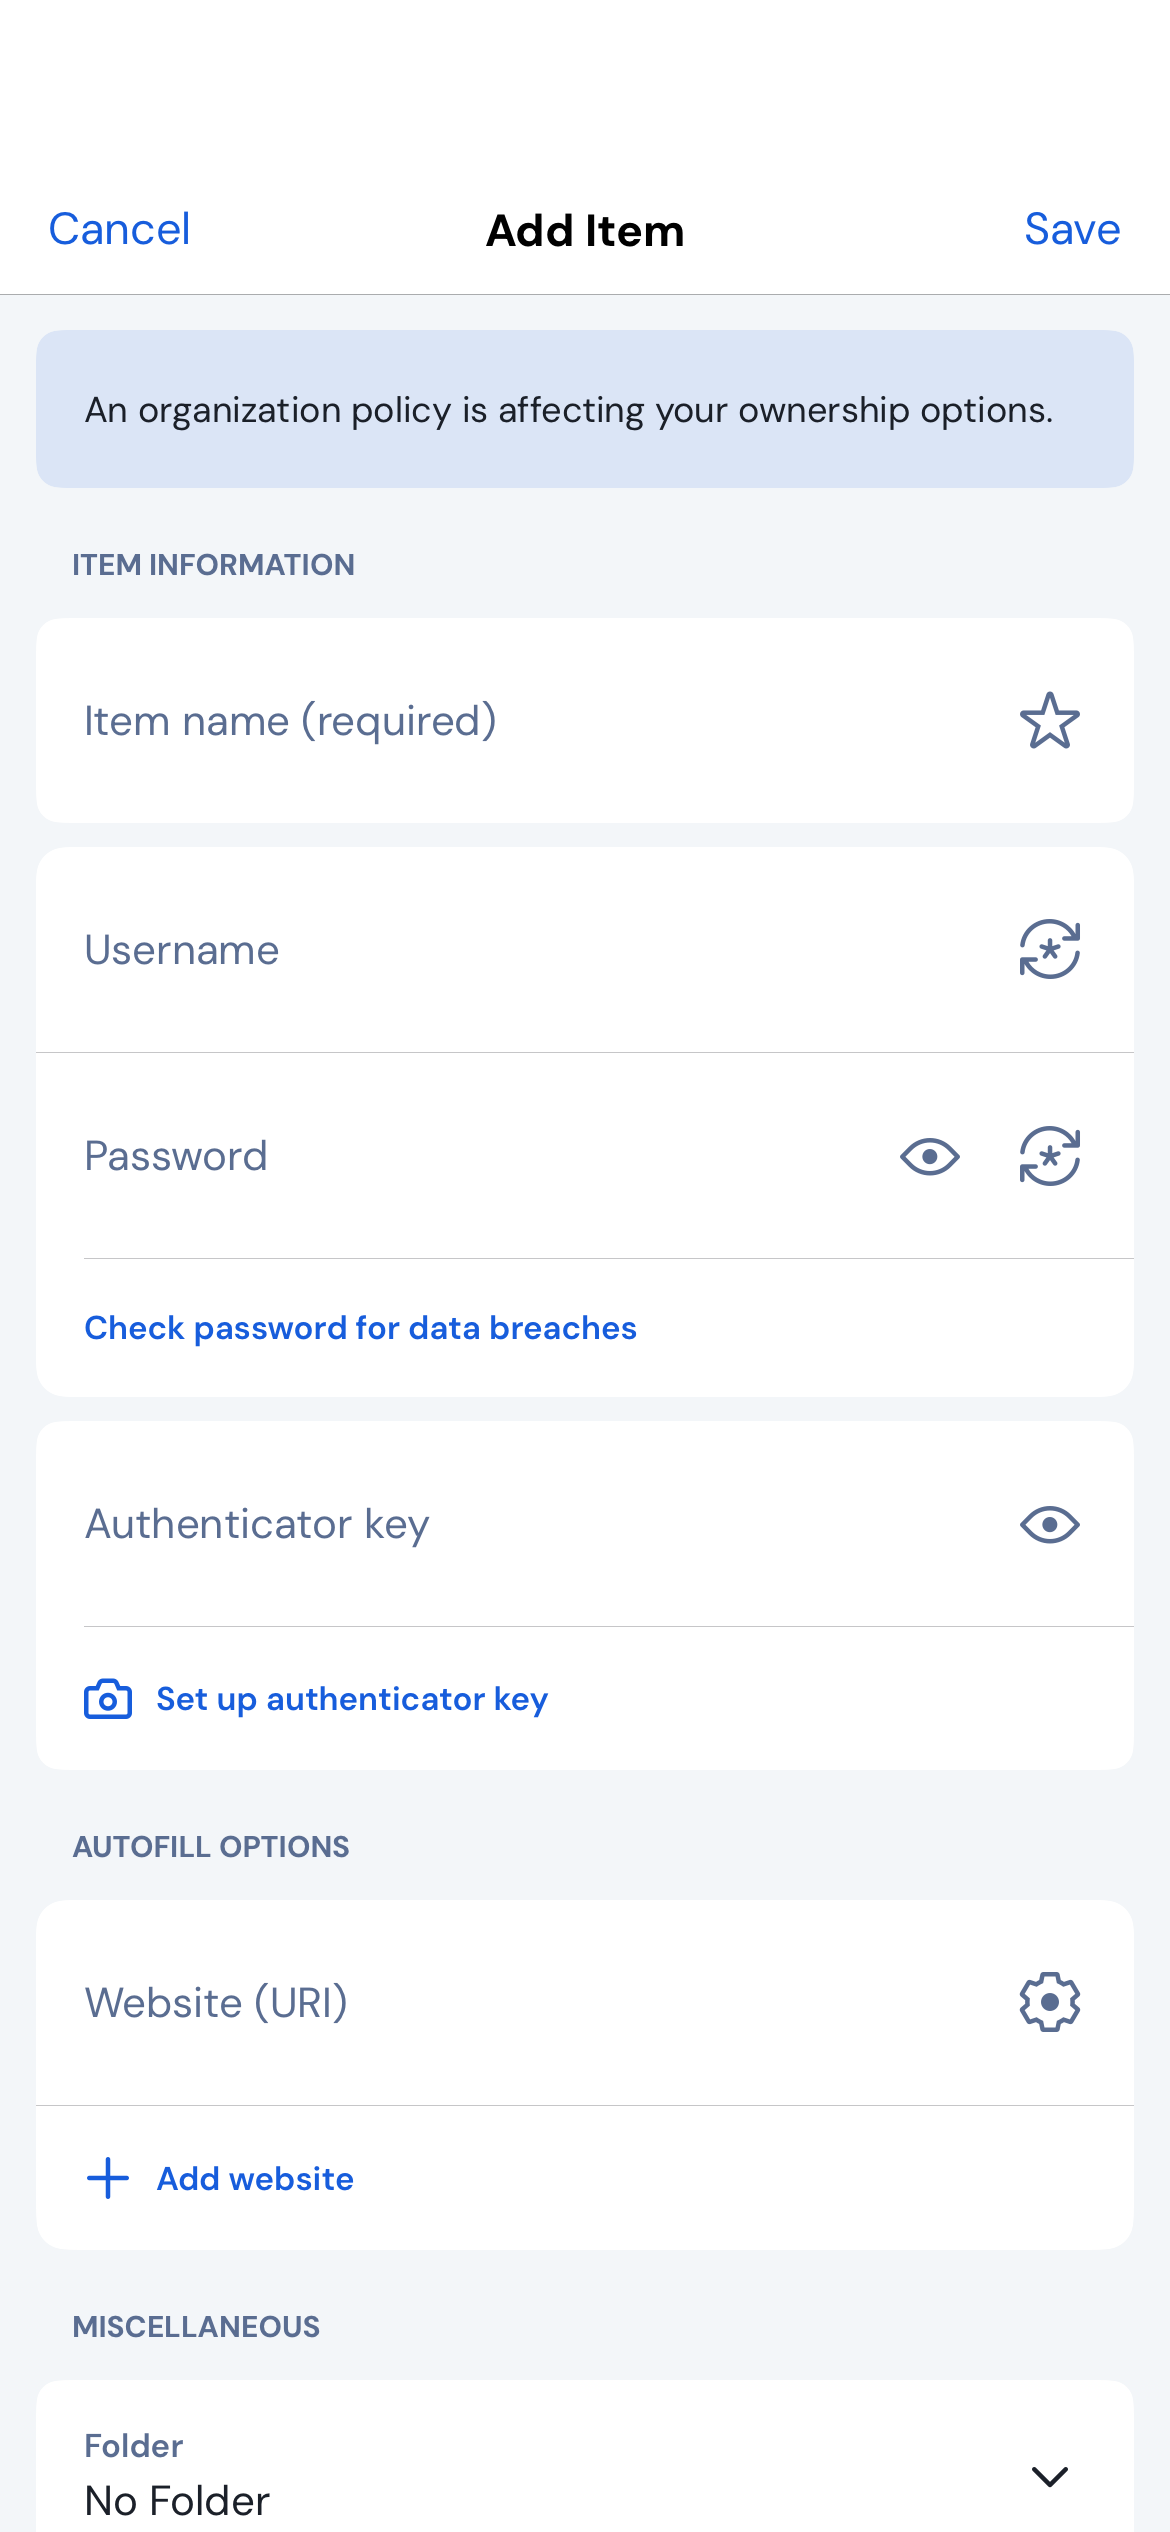 Cancel
Add Item
Save
An organization policy is affecting your ownership options.
ITEM INFORMATION
Item name (required)
Username
Password
Check password for data breaches
Authenticator key
Set up authenticator key
AUTOFILL OPTIONS
Website (URI)
Add website
MISCELLANEOUS
Folder
No Folder